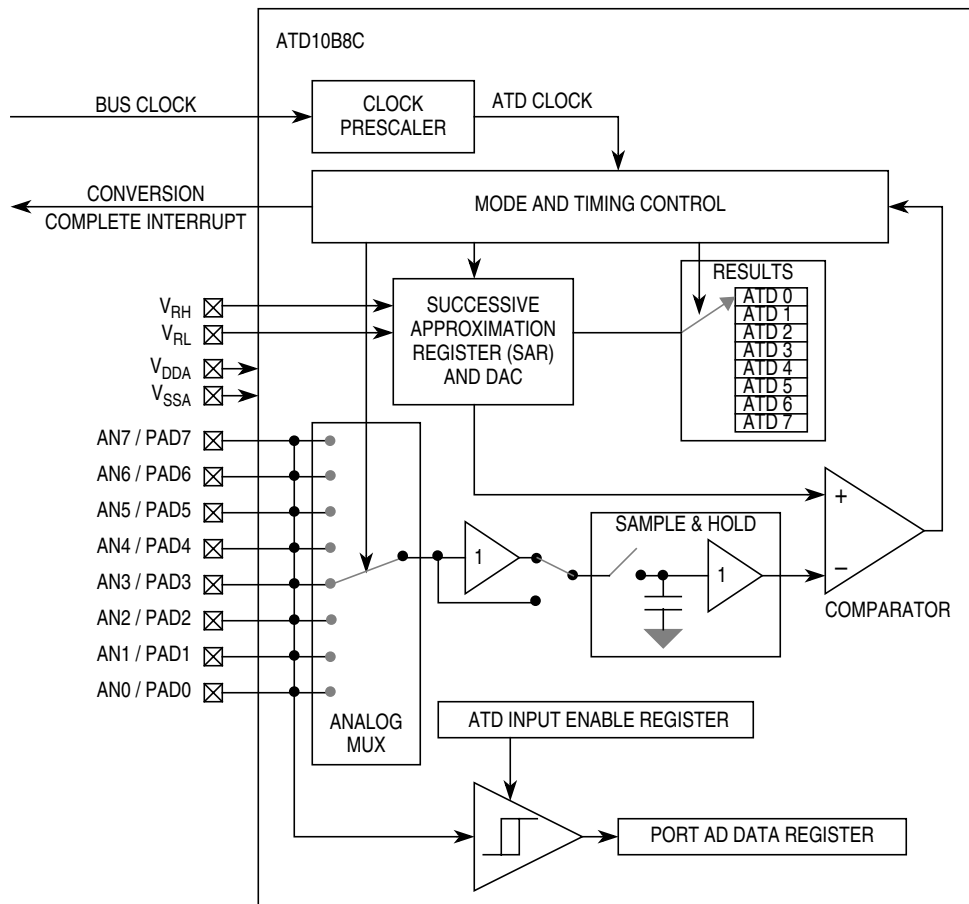 ATD10B8C
BUS CLOCK
CLOCK
PRESCALER
ATD CLOCK
CONVERSION
COMPLETE INTERRUPT
MODE AND TIMING CONTROL
VRH
VRL
VDDA
VSSA
SUCCESSIVE
APPROXIMATION
REGISTER (SAR)
AND DAC
RESULTS
ATD 0
ATD 1
ATD 2
ATD 3
ATD 4
ATD 5
ATD 6
ATD 7
AN7 / PAD7
AN6 / PAD6
AN5 / PAD5
AN4 / PAD4
AN3 / PAD3
AN2 / PAD2
AN1 / PAD1
AN0 / PAD0
ANALOG
MUX
1
SAMPLE & HOLD
1
+
–
COMPARATOR
ATD INPUT ENABLE REGISTER
PORT AD DATA REGISTER